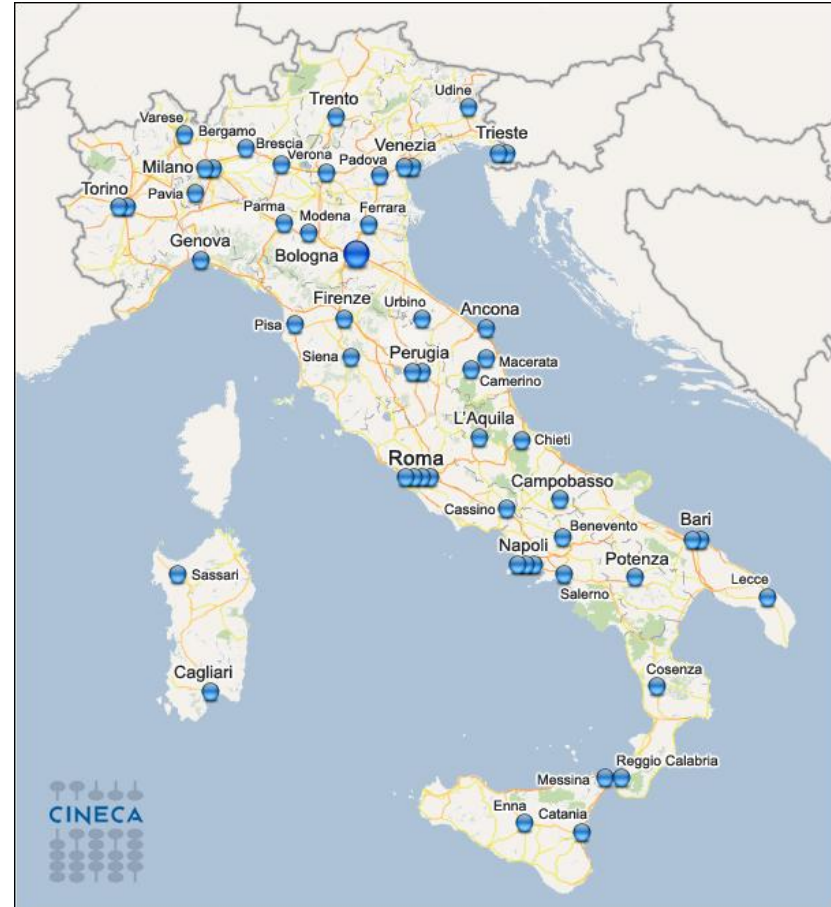 Udine
Trento
Varese
Bergamo
Trieste
Brescia
Venezia
Verona
Padova
Milano
Torino
Pavia
Parma
Modena
Ferrara
Genova
Bologna
Firenze
Urbino
Ancona
Pisa
Siena
Perugia
Macerata
Camerino
L'Aquila
Chieti
Roma
Campobasso
Cassino
Benevento
Bari
Napoli
Potenza
Sassari
Salerno
Lecce
Cagliari
Cosenza
Reggio Calabria
Messina
Enna
Catania
CINECA